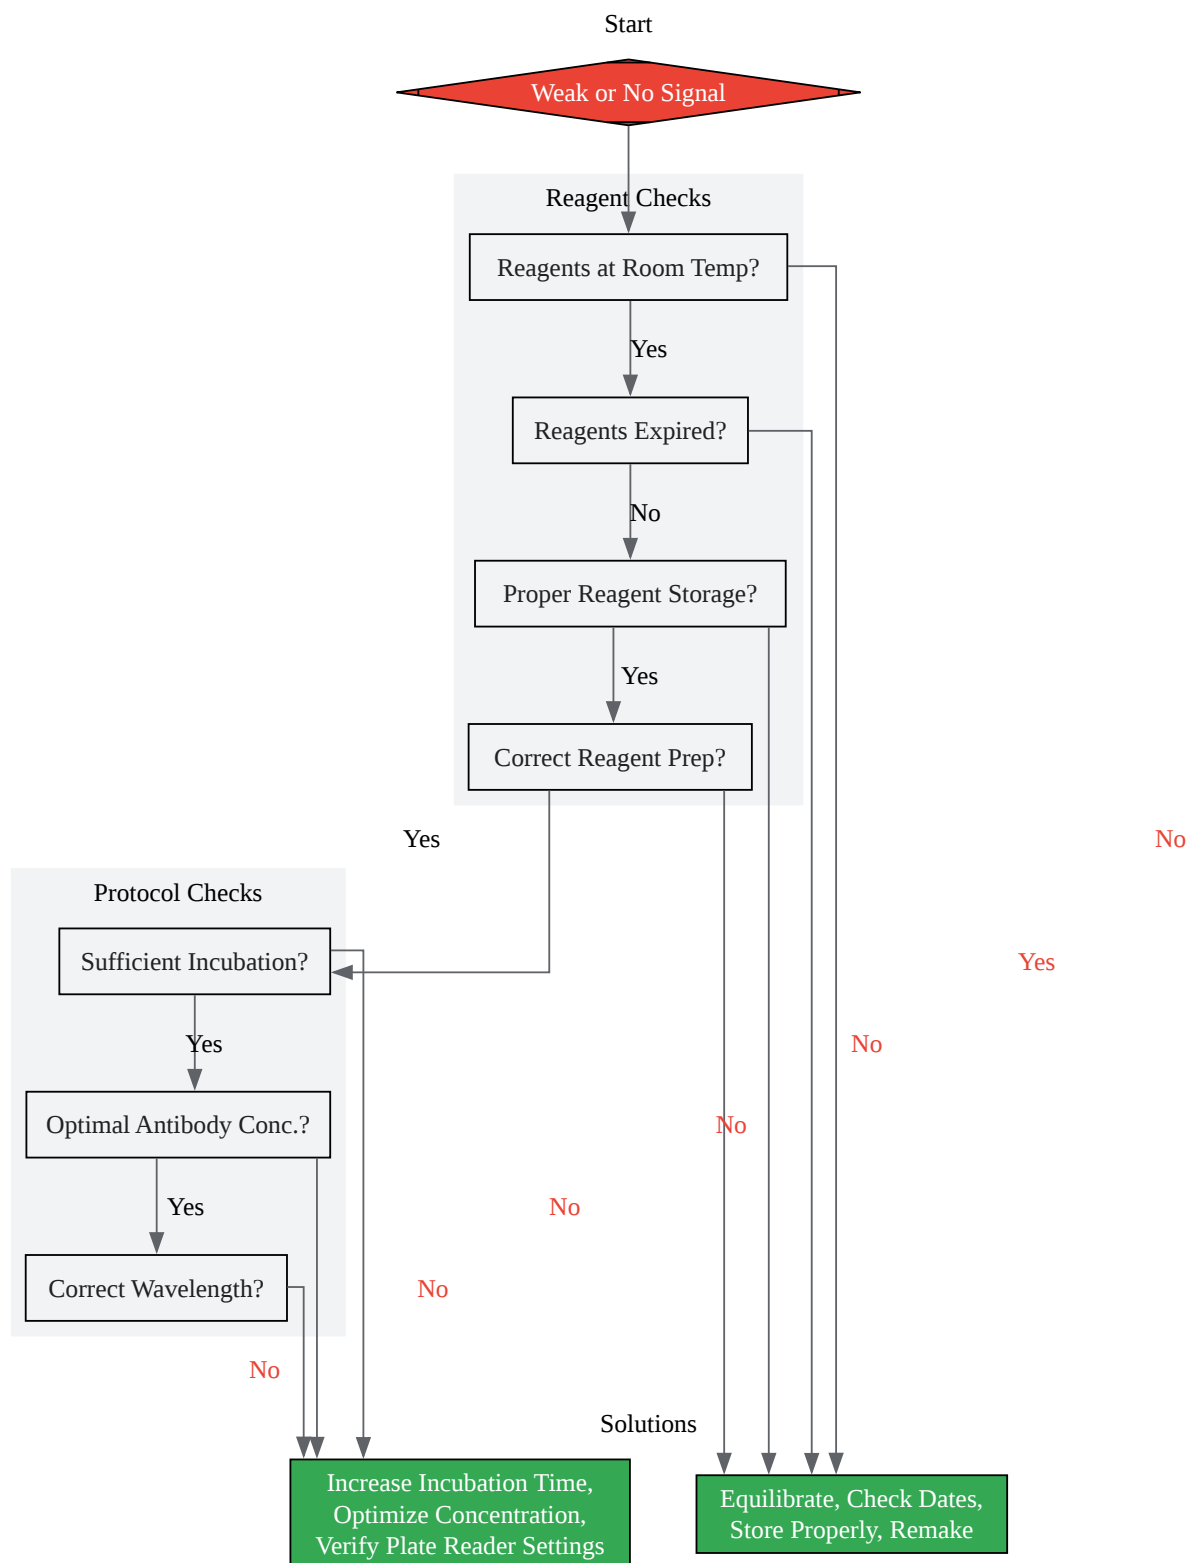 Start
Weak or No Signal
Reagent Checks
Reagents at Room Temp?
Yes
Reagents Expired?
No
Proper Reagent Storage?
Yes
Correct Reagent Prep?
Yes
No
Protocol Checks
Sufficient Incubation?
Yes
Yes
No
Optimal Antibody Conc.?
No
Yes
No
Correct Wavelength?
No
No
Solutions
Increase Incubation Time,
Optimize Concentration,
Verify Plate Reader Settings
Equilibrate, Check Dates,
Store Properly, Remake